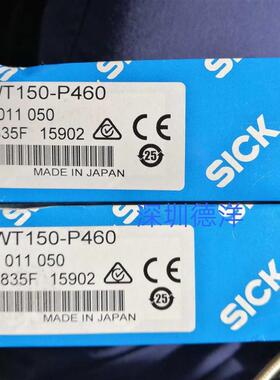 WT150-P460
011 050
835F 15902
CE
25
MADE IN JAPAN
SICK
深圳德洋
WT150-P460
011 050
835F 15902
CE
25
MADE IN JAPAN
SICK